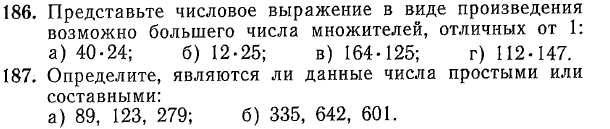 186. Представьте числовое выражение в виде произведения
возможно большего числа множителей, отличных от 1:
а) 40·24; б) 12·25; в) 164·125; г) 112·147.
187. Определите, являются ли данные числа простыми или
составными:
а) 89, 123, 279; б) 335, 642, 601.